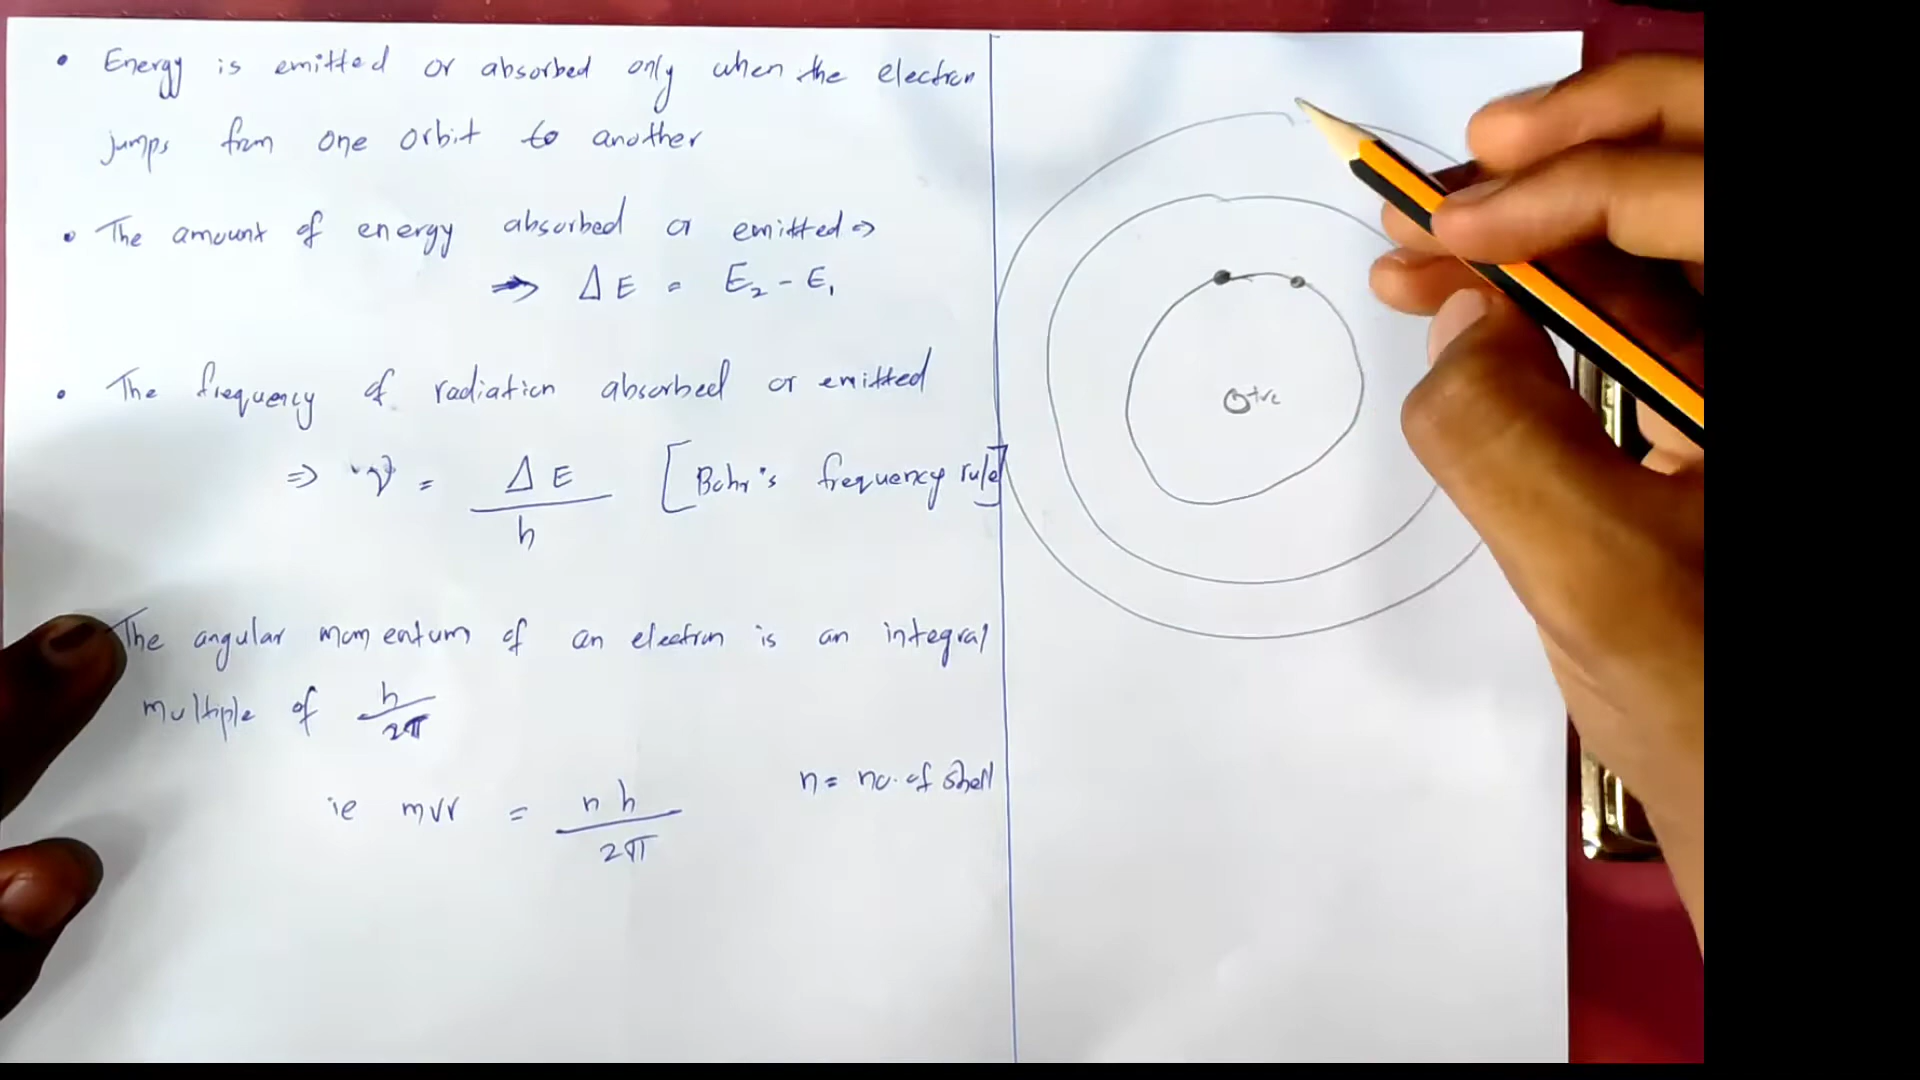 • Energy is emitted or absorbed only when the electron
jumps from one orbit to another
• The amount of energy absorbed or emitted ⇒
⇒ ΔE = E₂ - E₁
• The frequency of radiation absorbed or emitted
⇒ ν = ΔE / h [Bohr's frequency rule]
The angular momentum of an electron is an integral
multiple of h / 2π
ie mvr = n h / 2π
n = no. of shell
+ve